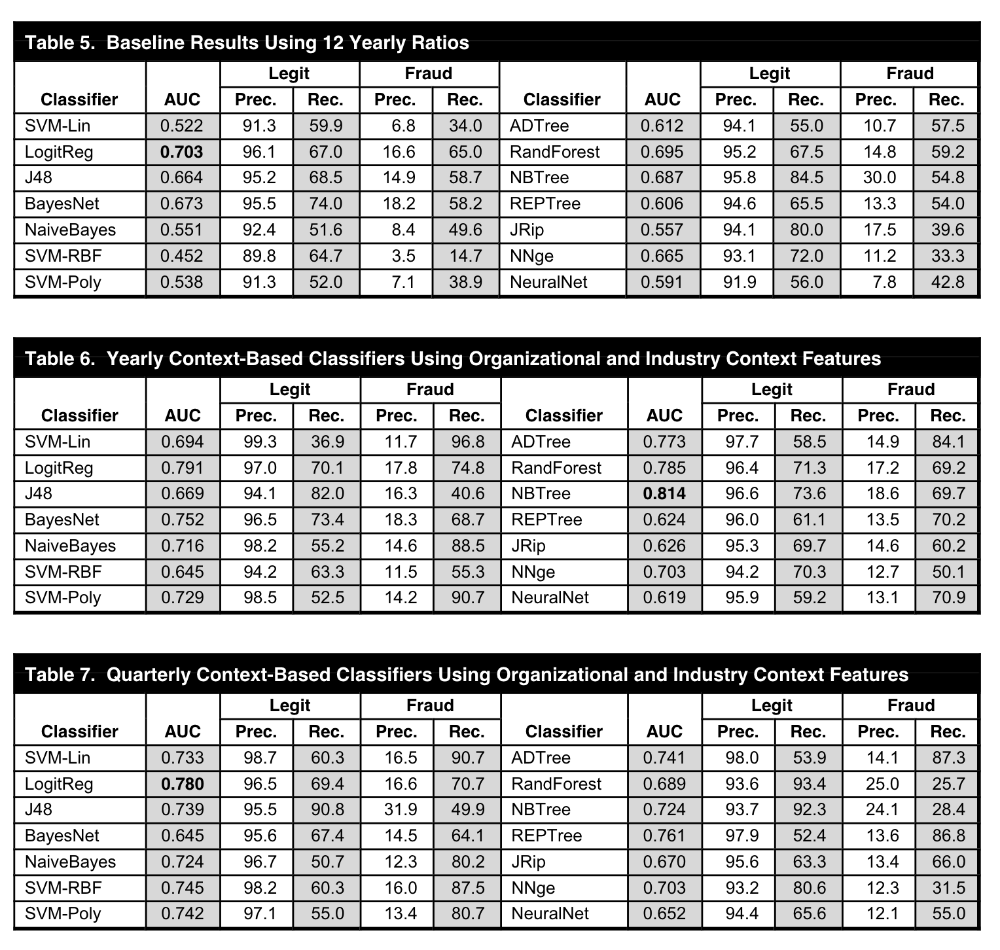 Table 5. Baseline Results Using 12 Yearly Ratios
Legit Fraud Legit Fraud
Classifier AUC Prec. Rec. Prec. Rec. Classifier AUC Prec. Rec. Prec. Rec.
SVM-Lin 0.522 91.3 59.9 6.8 34.0 ADTree 0.612 94.1 55.0 10.7 57.5
LogitReg 0.703 96.1 67.0 16.6 65.0 RandForest 0.695 95.2 67.5 14.8 59.2
J48 0.664 95.2 68.5 14.9 58.7 NBTree 0.687 95.8 84.5 30.0 54.8
BayesNet 0.673 95.5 74.0 18.2 58.2 REPTree 0.606 94.6 65.5 13.3 54.0
NaiveBayes 0.551 92.4 51.6 8.4 49.6 JRip 0.557 94.1 80.0 17.5 39.6
SVM-RBF 0.452 89.8 64.7 3.5 14.7 NNge 0.665 93.1 72.0 11.2 33.3
SVM-Poly 0.538 91.3 52.0 7.1 38.9 NeuralNet 0.591 91.9 56.0 7.8 42.8
Table 6. Yearly Context-Based Classifiers Using Organizational and Industry Context Features
Legit Fraud Legit Fraud
Classifier AUC Prec. Rec. Prec. Rec. Classifier AUC Prec. Rec. Prec. Rec.
SVM-Lin 0.694 99.3 36.9 11.7 96.8 ADTree 0.773 97.7 58.5 14.9 84.1
LogitReg 0.791 97.0 70.1 17.8 74.8 RandForest 0.785 96.4 71.3 17.2 69.2
J48 0.669 94.1 82.0 16.3 40.6 NBTree 0.814 96.6 73.6 18.6 69.7
BayesNet 0.752 96.5 73.4 18.3 68.7 REPTree 0.624 96.0 61.1 13.5 70.2
NaiveBayes 0.716 98.2 55.2 14.6 88.5 JRip 0.626 95.3 69.7 14.6 60.2
SVM-RBF 0.645 94.2 63.3 11.5 55.3 NNge 0.703 94.2 70.3 12.7 50.1
SVM-Poly 0.729 98.5 52.5 14.2 90.7 NeuralNet 0.619 95.9 59.2 13.1 70.9
Table 7. Quarterly Context-Based Classifiers Using Organizational and Industry Context Features
Legit Fraud Legit Fraud
Classifier AUC Prec. Rec. Prec. Rec. Classifier AUC Prec. Rec. Prec. Rec.
SVM-Lin 0.733 98.7 60.3 16.5 90.7 ADTree 0.741 98.0 53.9 14.1 87.3
LogitReg 0.780 96.5 69.4 16.6 70.7 RandForest 0.689 93.6 93.4 25.0 25.7
J48 0.739 95.5 90.8 31.9 49.9 NBTree 0.724 93.7 92.3 24.1 28.4
BayesNet 0.645 95.6 67.4 14.5 64.1 REPTree 0.761 97.9 52.4 13.6 86.8
NaiveBayes 0.724 96.7 50.7 12.3 80.2 JRip 0.670 95.6 63.3 13.4 66.0
SVM-RBF 0.745 98.2 60.3 16.0 87.5 NNge 0.703 93.2 80.6 12.3 31.5
SVM-Poly 0.742 97.1 55.0 13.4 80.7 NeuralNet 0.652 94.4 65.6 12.1 55.0